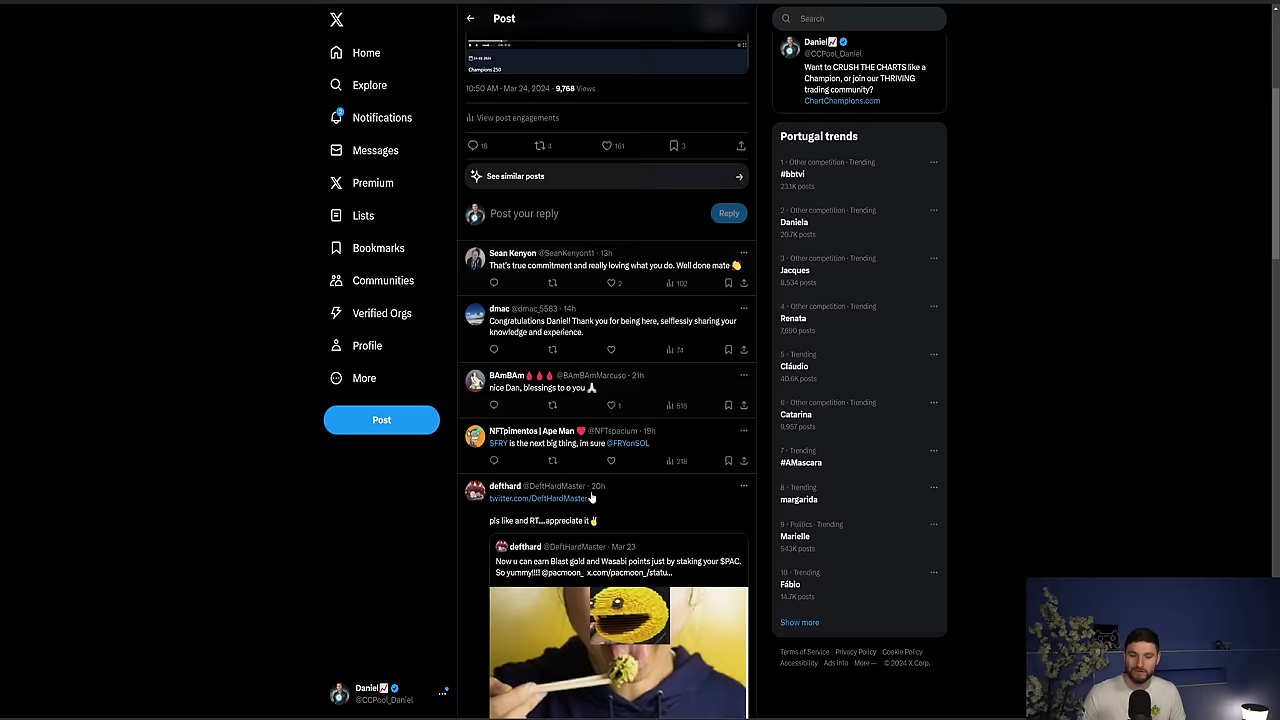 Home
Explore
2
Notifications
Messages
Premium
Lists
Bookmarks
Communities
Verified Orgs
Profile
More
Post
Daniel
@CCPool_Daniel
Post
Champions 250
10:50 AM · Mar 24, 2024 · 9,768 Views
View post engagements
16 4 161 3
See similar posts
Post your reply
Reply
Sean Kenyon @SeanKenyon11 · 13h
That's true commitment and really loving what you do. Well done mate 👏
2 102
dmac @dmac_5583 · 14h
Congratulations Daniel! Thank you for being here, selflessly sharing your
knowledge and experience.
74
BAmBAm🩸🩸🩸 @BAmBAmMarcuso · 21h
nice Dan, blessings to o you 🙏
1 518
NFTpimentos | Ape Man ♥ @NFTspacium · 19h
$FRY is the next big thing, im sure @FRYonSOL
218
defthard @DeftHardMaster · 20h
twitter.com/DeftHardMaster
pls like and RT....appreciate it✌
defthard @DeftHardMaster · Mar 23
Now u can earn Blast gold and Wasabi points just by staking your $PAC.
So yummy!!!! @pacmoon_ x.com/pacmoon_/statu...
Search
Daniel
@CCPool_Daniel
Want to CRUSH THE CHARTS like a
Champion, or join our THRIVING
trading community?
ChartChampions.com
Portugal trends
1 · Other competition · Trending
#bbtvi
23.1K posts
2 · Other competition · Trending
Daniela
20.7K posts
3 · Other competition · Trending
Jacques
8,534 posts
4 · Other competition · Trending
Renata
7,690 posts
5 · Trending
Cláudio
40.6K posts
6 · Other competition · Trending
Catarina
9,957 posts
7 · Trending
#AMascara
8 · Trending
margarida
9 · Politics · Trending
Marielle
543K posts
10 · Trending
Fábio
14.7K posts
Show more
Terms of Service Privacy Policy Cookie Policy
Accessibility Ads info More··· © 2024 X Corp.